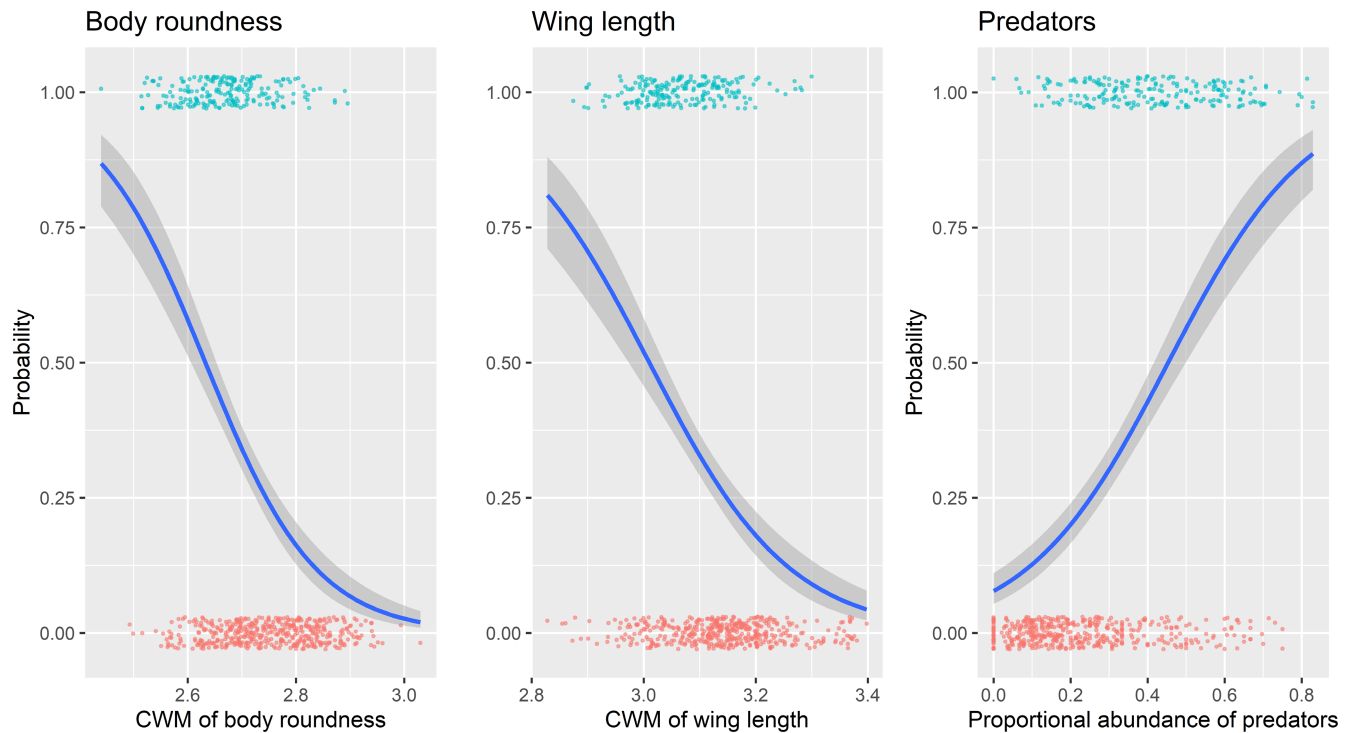 Body roundness
Probability
1.00
0.75
0.50
0.25
0.00
2.6 2.8 3.0
CWM of body roundness
Wing length
1.00
0.75
0.50
0.25
0.00
2.8 3.0 3.2 3.4
CWM of wing length
Predators
Probability
1.00
0.75
0.50
0.25
0.00
0.0 0.2 0.4 0.6 0.8
Proportional abundance of predators